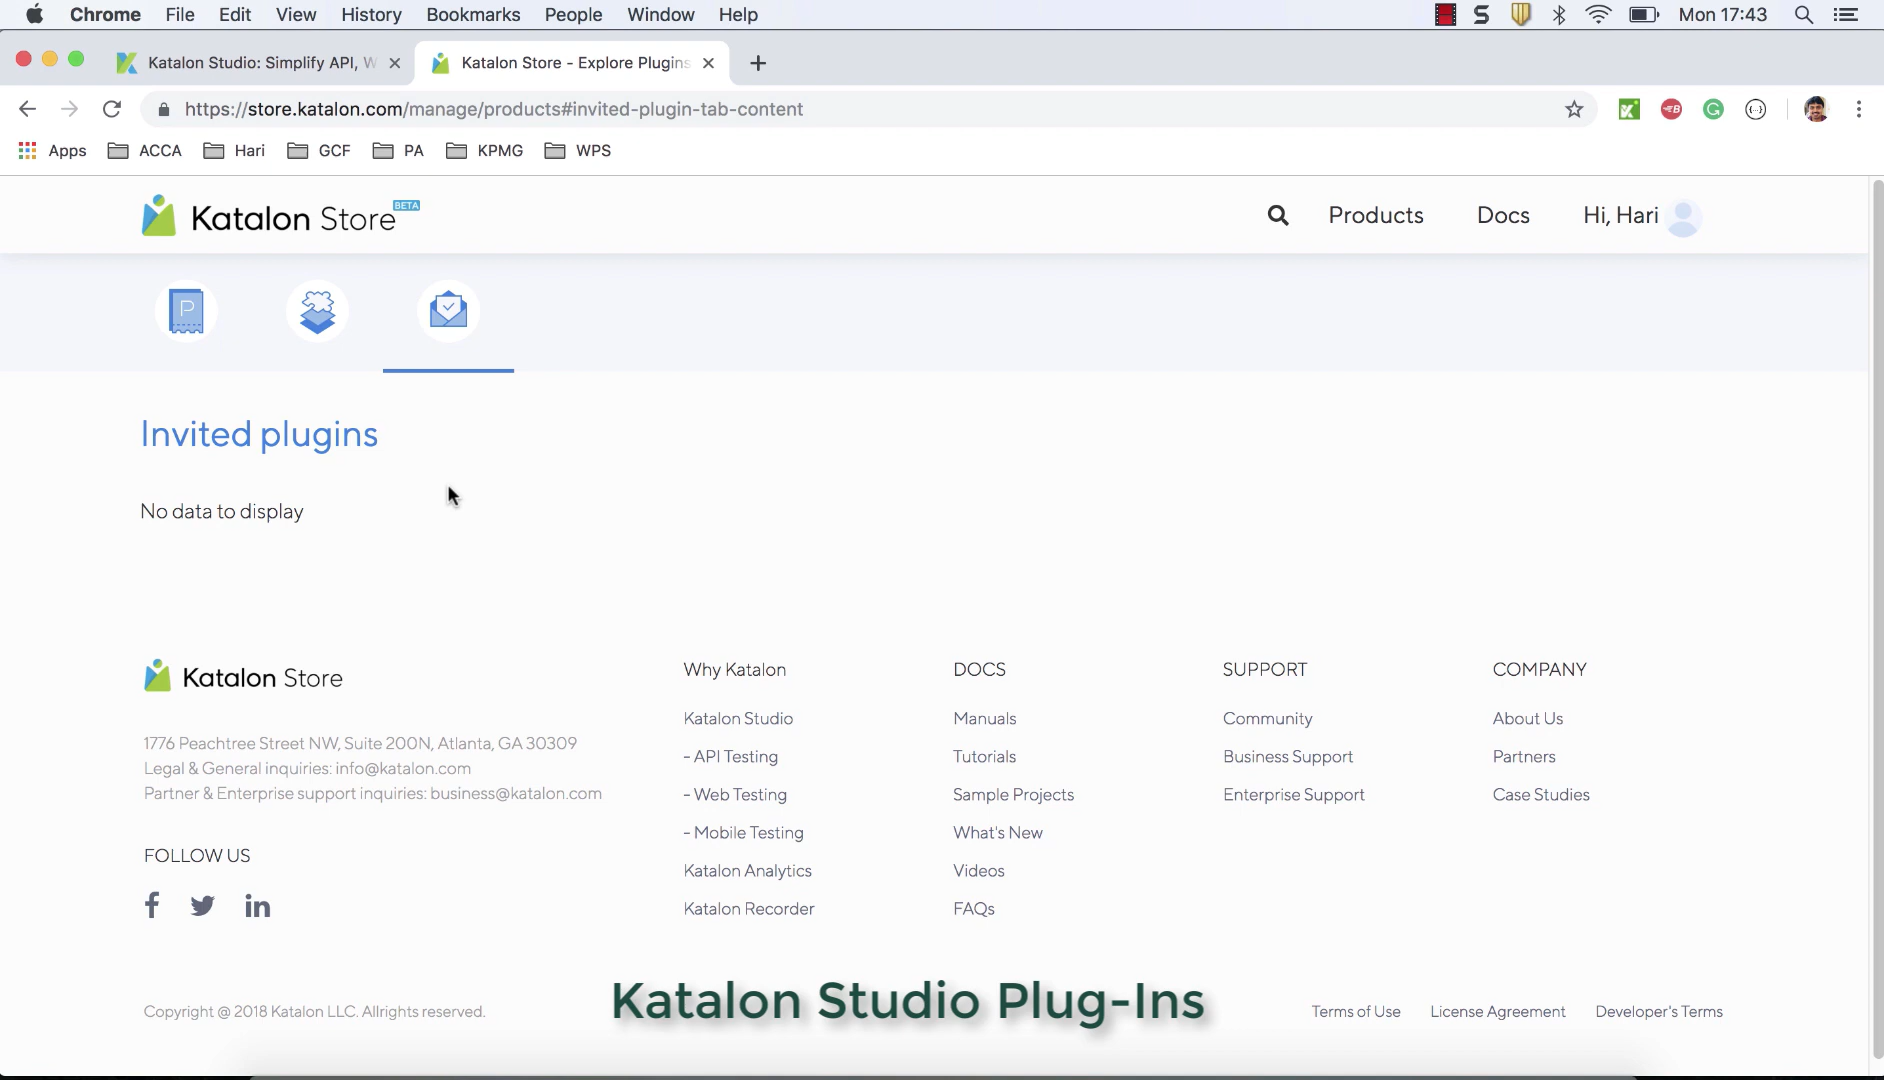 Chrome File Edit View History Bookmarks People Window Help Mon 17:43
Katalon Studio: Simplify API, W
Katalon Store - Explore Plugins
https://store.katalon.com/manage/products#invited-plugin-tab-content
Apps ACCA Hari GCF PA KPMG WPS
Katalon Store BETA
Products Docs Hi, Hari
P
Invited plugins
No data to display
Katalon Store
1776 Peachtree Street NW, Suite 200N, Atlanta, GA 30309
Legal & General inquiries: info@katalon.com
Partner & Enterprise support inquiries: business@katalon.com
FOLLOW US
Why Katalon
Katalon Studio
- API Testing
- Web Testing
- Mobile Testing
Katalon Analytics
Katalon Recorder
DOCS
Manuals
Tutorials
Sample Projects
What's New
Videos
FAQs
SUPPORT
Community
Business Support
Enterprise Support
COMPANY
About Us
Partners
Case Studies
Copyright @ 2018 Katalon LLC. Allrights reserved.
Katalon Studio Plug-Ins
Terms of Use License Agreement Developer's Terms